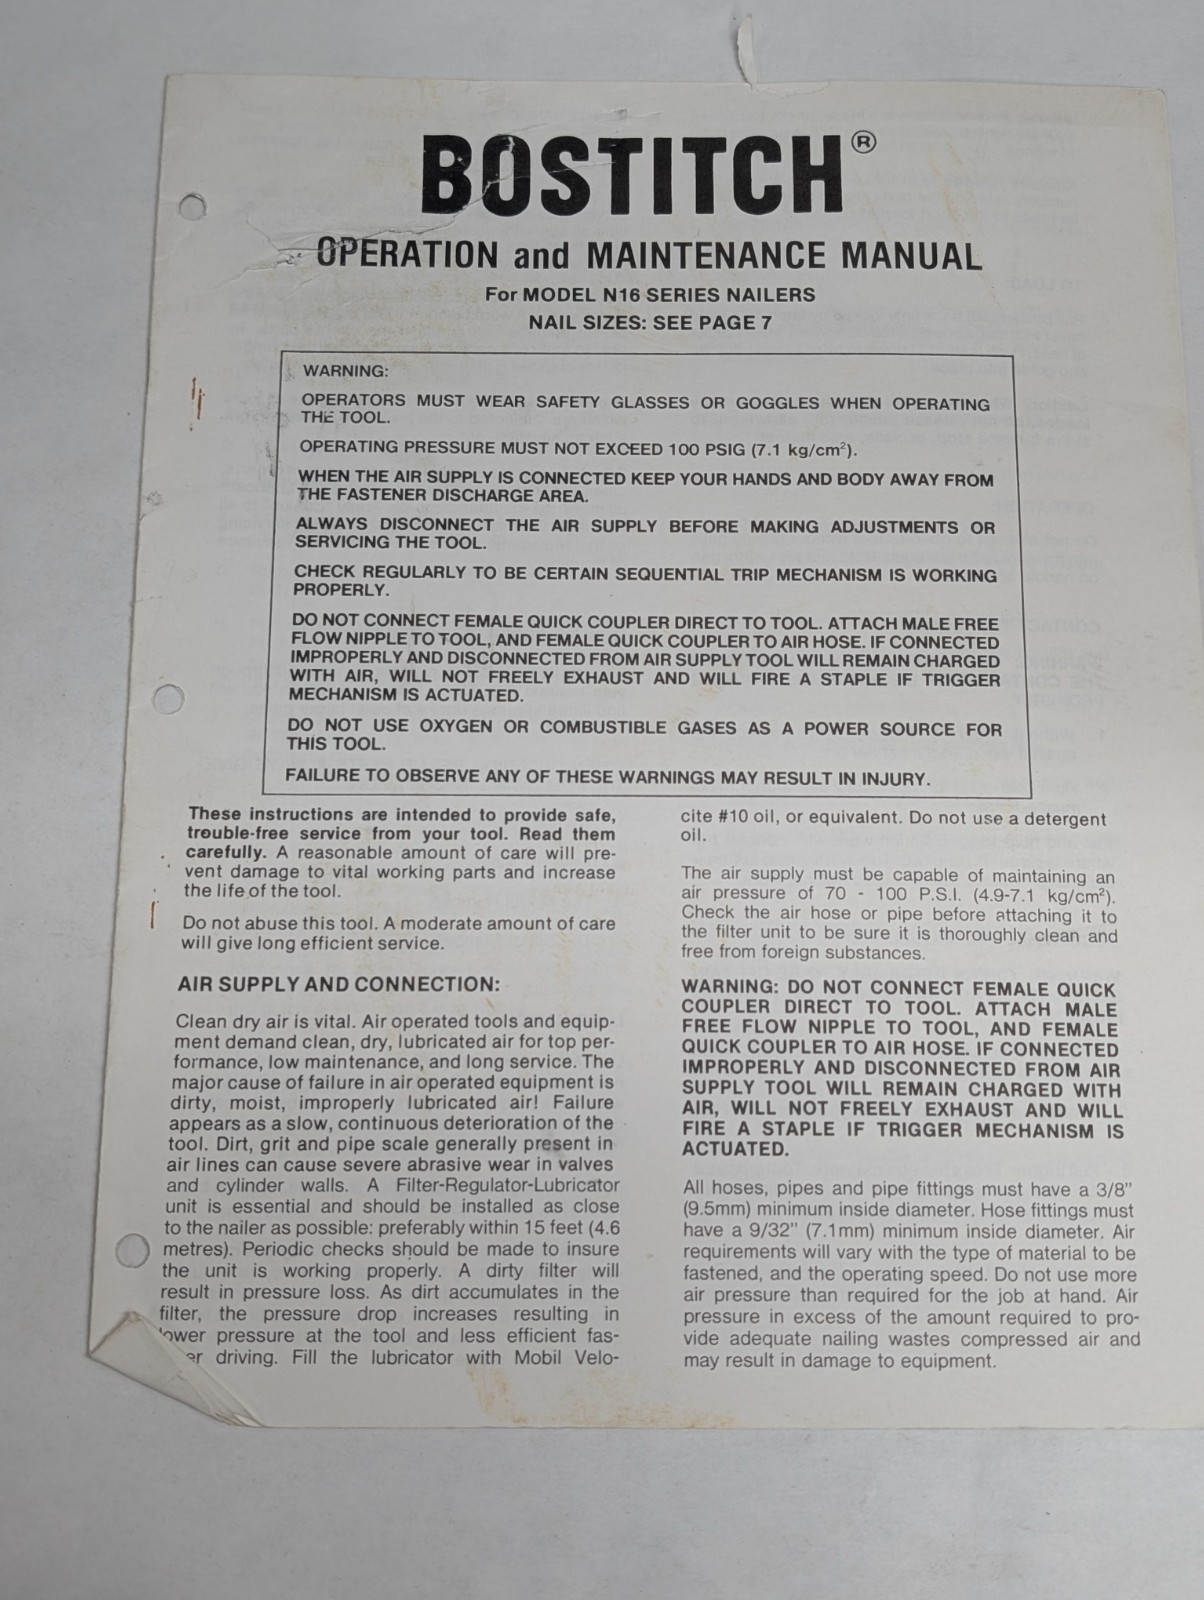 BOSTITCH®
OPERATION and MAINTENANCE MANUAL
For MODEL N16 SERIES NAILERS
NAIL SIZES: SEE PAGE 7
WARNING:
OPERATORS MUST WEAR SAFETY GLASSES OR GOGGLES WHEN OPERATING
THE TOOL.
OPERATING PRESSURE MUST NOT EXCEED 100 PSIG (7.1 kg/cm²).
WHEN THE AIR SUPPLY IS CONNECTED KEEP YOUR HANDS AND BODY AWAY FROM
THE FASTENER DISCHARGE AREA.
ALWAYS DISCONNECT THE AIR SUPPLY BEFORE MAKING ADJUSTMENTS OR
SERVICING THE TOOL.
CHECK REGULARLY TO BE CERTAIN SEQUENTIAL TRIP MECHANISM IS WORKING
PROPERLY.
DO NOT CONNECT FEMALE QUICK COUPLER DIRECT TO TOOL. ATTACH MALE FREE
FLOW NIPPLE TO TOOL, AND FEMALE QUICK COUPLER TO AIR HOSE. IF CONNECTED
IMPROPERLY AND DISCONNECTED FROM AIR SUPPLY TOOL WILL REMAIN CHARGED
WITH AIR, WILL NOT FREELY EXHAUST AND WILL FIRE A STAPLE IF TRIGGER
MECHANISM IS ACTUATED.
DO NOT USE OXYGEN OR COMBUSTIBLE GASES AS A POWER SOURCE FOR
THIS TOOL.
FAILURE TO OBSERVE ANY OF THESE WARNINGS MAY RESULT IN INJURY.
These instructions are intended to provide safe,
trouble-free service from your tool. Read them
carefully. A reasonable amount of care will pre-
vent damage to vital working parts and increase
the life of the tool.
Do not abuse this tool. A moderate amount of care
will give long efficient service.
AIR SUPPLY AND CONNECTION:
Clean dry air is vital. Air operated tools and equip-
ment demand clean, dry, lubricated air for top per-
formance, low maintenance, and long service. The
major cause of failure in air operated equipment is
dirty, moist, improperly lubricated air! Failure
appears as a slow, continuous deterioration of the
tool. Dirt, grit and pipe scale generally present in
air lines can cause severe abrasive wear in valves
and cylinder walls. A Filter-Regulator-Lubricator
unit is essential and should be installed as close
to the nailer as possible: preferably within 15 feet (4.6
metres). Periodic checks should be made to insure
the unit is working properly. A dirty filter will
result in pressure loss. As dirt accumulates in the
filter, the pressure drop increases resulting in
lower pressure at the tool and less efficient fas-
er driving. Fill the lubricator with Mobil Velo-
cite #10 oil, or equivalent. Do not use a detergent
oil.
The air supply must be capable of maintaining an
air pressure of 70 - 100 P.S.I. (4.9-7.1 kg/cm²).
Check the air hose or pipe before attaching it to
the filter unit to be sure it is thoroughly clean and
free from foreign substances.
WARNING: DO NOT CONNECT FEMALE QUICK
COUPLER DIRECT TO TOOL. ATTACH MALE
FREE FLOW NIPPLE TO TOOL, AND FEMALE
QUICK COUPLER TO AIR HOSE. IF CONNECTED
IMPROPERLY AND DISCONNECTED FROM AIR
SUPPLY TOOL WILL REMAIN CHARGED WITH
AIR, WILL NOT FREELY EXHAUST AND WILL
FIRE A STAPLE IF TRIGGER MECHANISM IS
ACTUATED.
All hoses, pipes and pipe fittings must have a 3/8"
(9.5mm) minimum inside diameter. Hose fittings must
have a 9/32" (7.1mm) minimum inside diameter. Air
requirements will vary with the type of material to be
fastened, and the operating speed. Do not use more
air pressure than required for the job at hand. Air
pressure in excess of the amount required to pro-
vide adequate nailing wastes compressed air and
may result in damage to equipment.